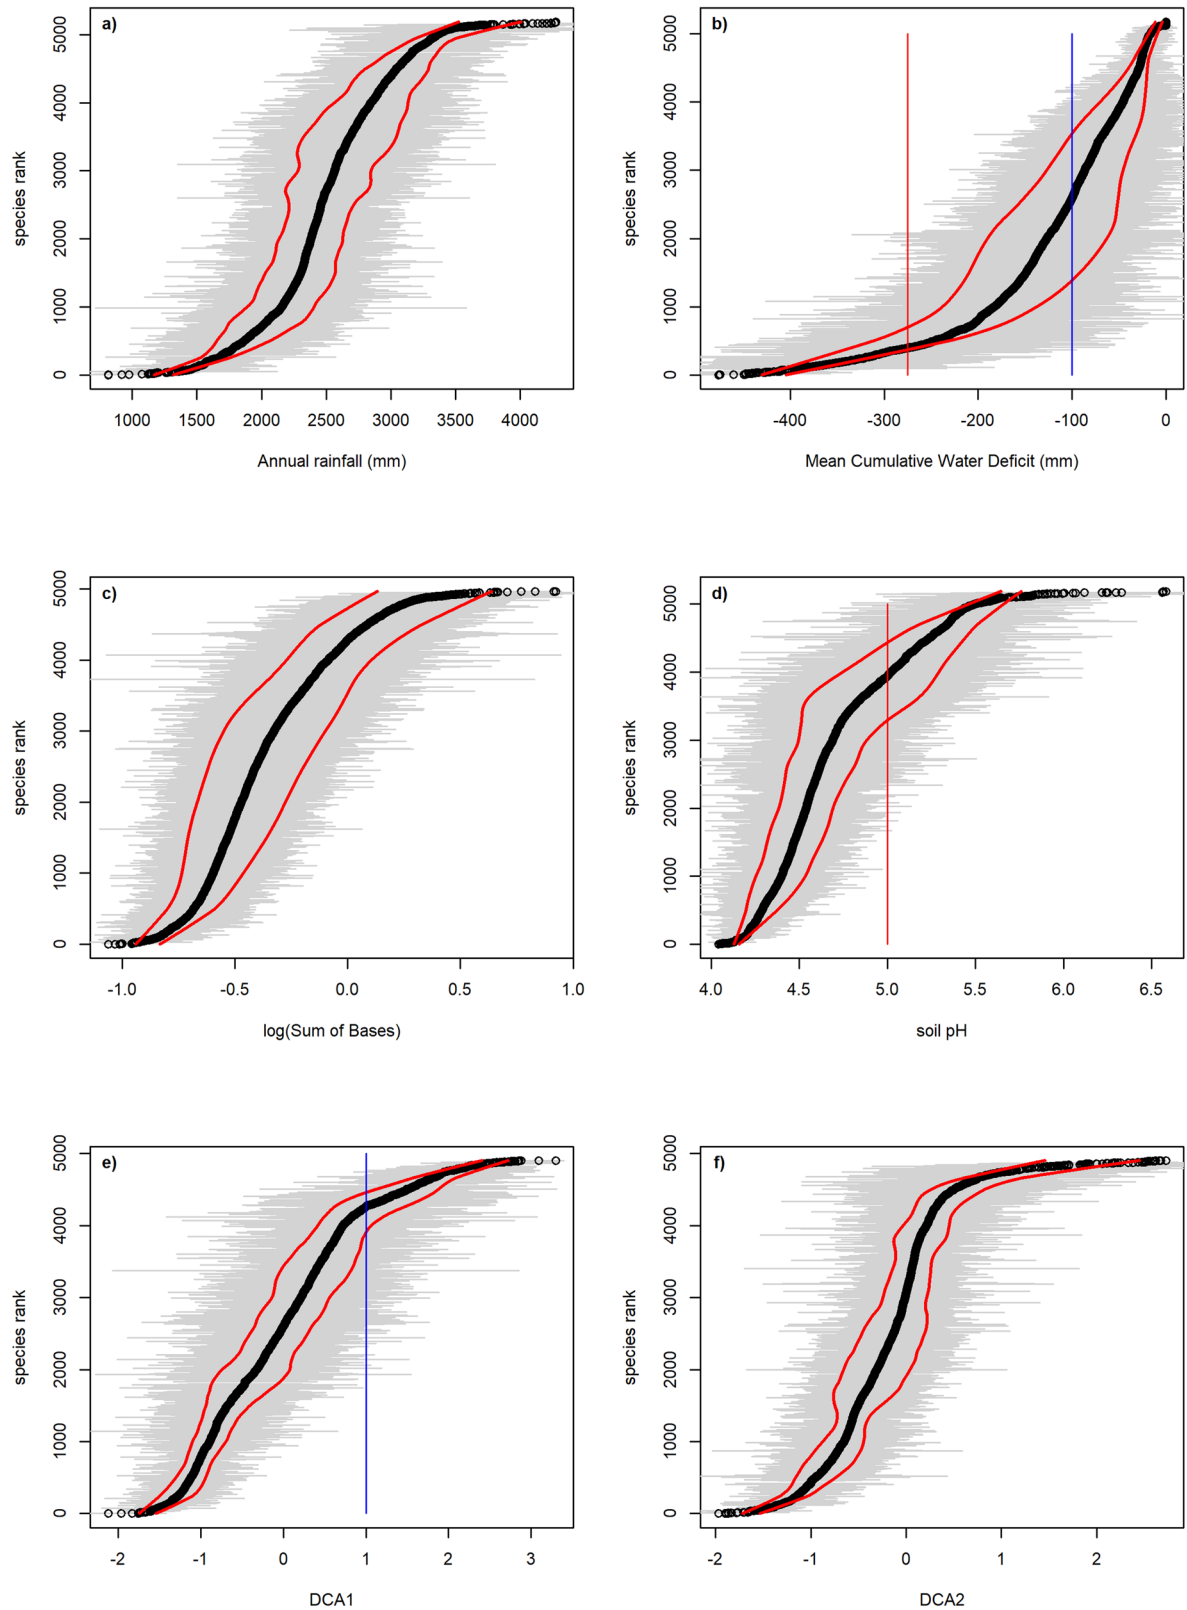 a)
species rank
5000
4000
3000
2000
1000
0
1000 1500 2000 2500 3000 3500 4000
Annual rainfall (mm)
b)
species rank
5000
4000
3000
2000
1000
0
-400 -300 -200 -100 0
Mean Cumulative Water Deficit (mm)
c)
species rank
5000
4000
3000
2000
1000
0
-1.0 -0.5 0.0 0.5 1.0
log(Sum of Bases)
d)
species rank
5000
4000
3000
2000
1000
0
4.0 4.5 5.0 5.5 6.0 6.5
soil pH
e)
species rank
5000
4000
3000
2000
1000
0
-2 -1 0 1 2 3
DCA1
f)
species rank
5000
4000
3000
2000
1000
0
-2 -1 0 1 2
DCA2